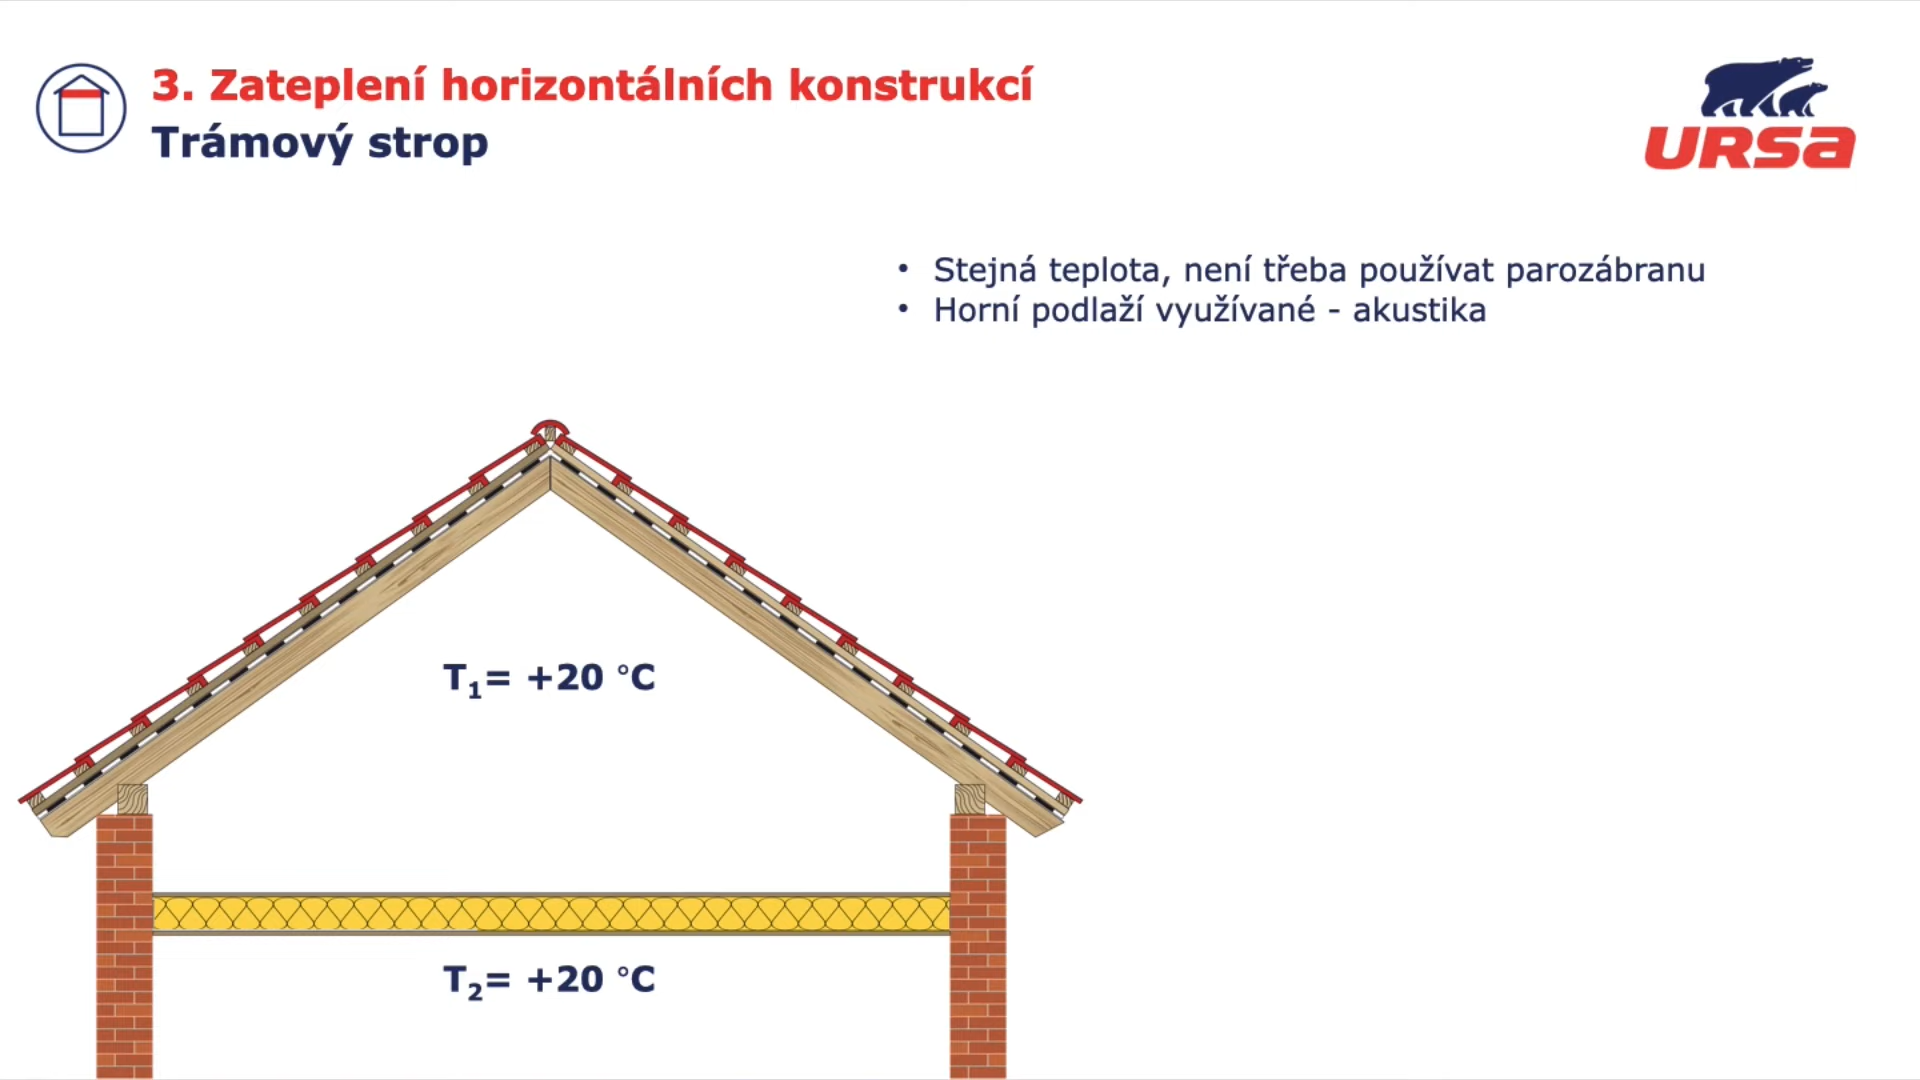 3. Zateplení horizontálních konstrukcí
Trámový strop
URSA
• Stejná teplota, není třeba používat parozábranu
• Horní podlaží využívané - akustika
T₁= +20 °C
T₂= +20 °C